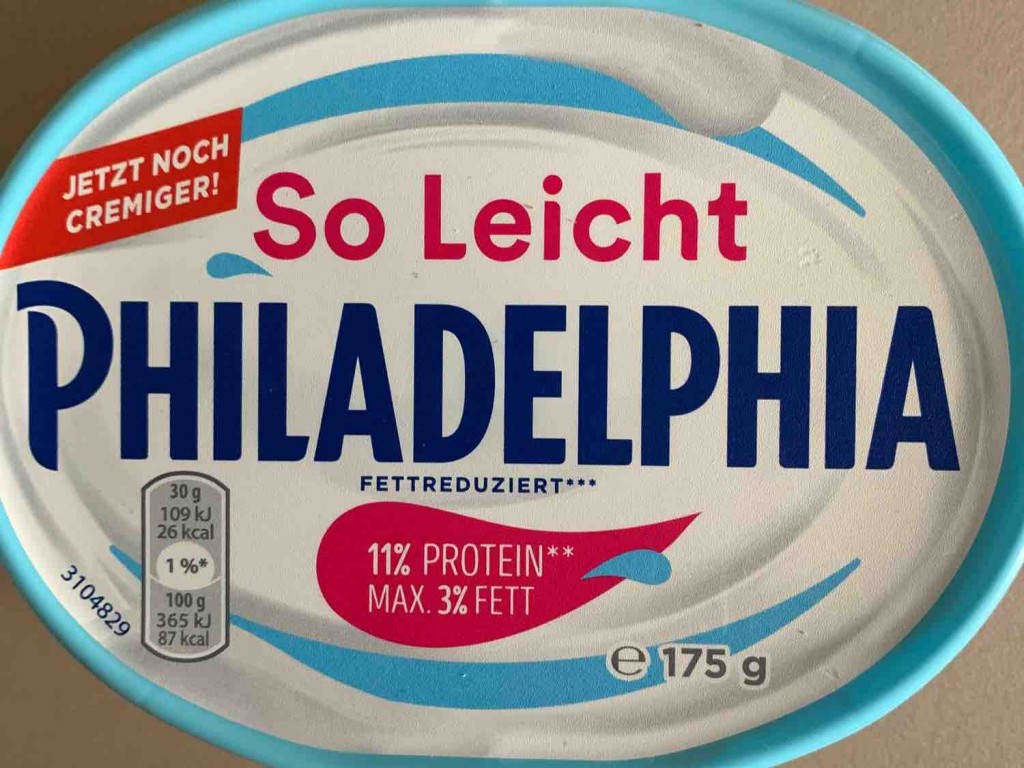 JETZT NOCH
CREMIGER!
So Leicht
PHILADELPHIA
FETTREDUZIERT***
30 g
109 kJ
26 kcal
1 %*
100 g
365 kJ
87 kcal
3104829
11% PROTEIN**
MAX. 3% FETT
℮ 175 g